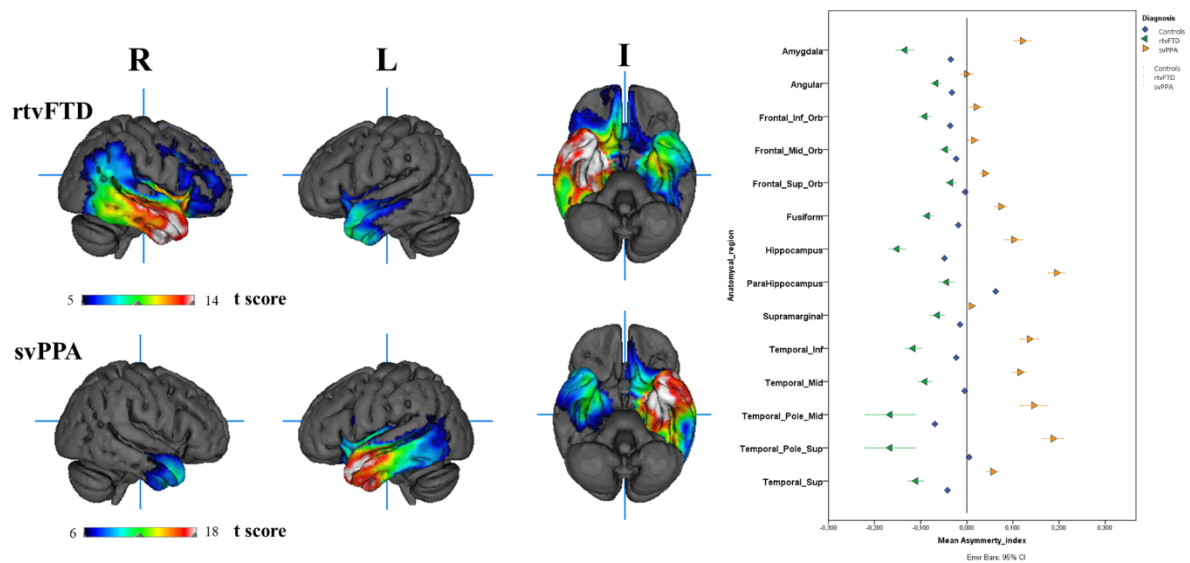 R L I
rtvFTD
5 14 t score
svPPA
6 18 t score
Diagnosis
Controls
rtvFTD
svPPA
Controls
rtvFTD
svPPA
Anatomycal_region
Amygdala
Angular
Frontal_Inf_Orb
Frontal_Mid_Orb
Frontal_Sup_Orb
Fusiform
Hippocampus
ParaHippocampus
Supramarginal
Temporal_Inf
Temporal_Mid
Temporal_Pole_Mid
Temporal_Pole_Sup
Temporal_Sup
-0,300 -0,200 -0,100 0,000 0,100 0,200 0,300
Mean Asymmerty_index
Error Bars: 95% CI